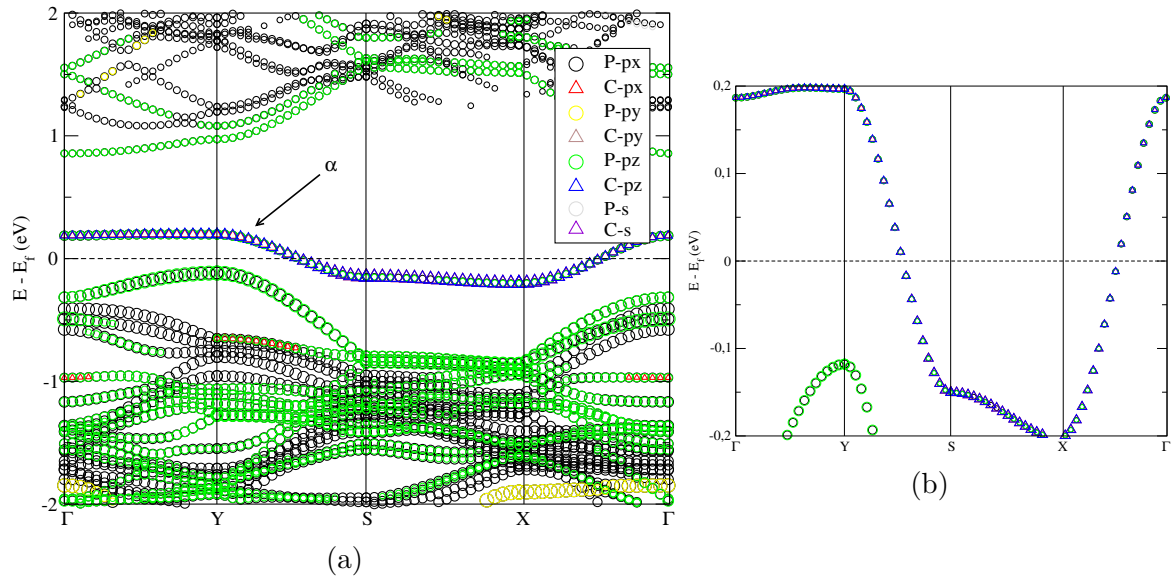 2
1
0
-1
-2
E - E_f (eV)
α
Γ Y S X Γ
P-px
C-px
P-py
C-py
P-pz
C-pz
P-s
C-s
(a)
0,2
0,1
0
-0,1
-0,2
E - E_f (eV)
Γ Y S X Γ
(b)